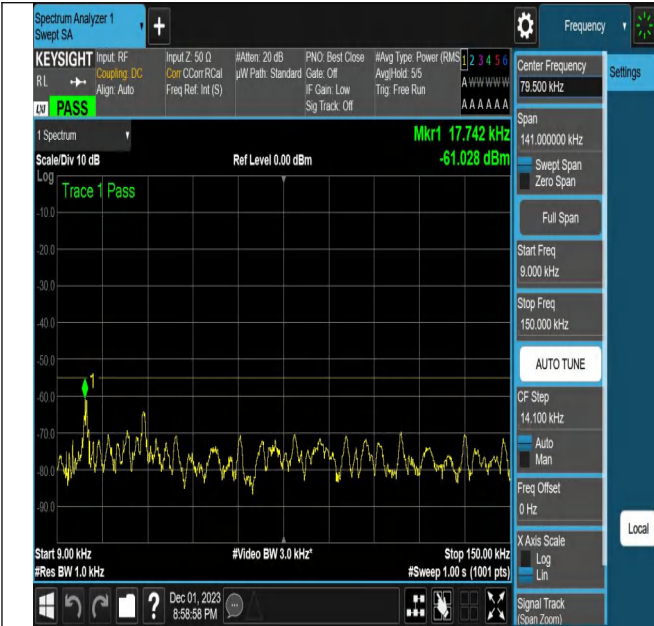 Spectrum Analyzer 1
Swept SA
+
Frequency
KEYSIGHT
RL
LXI
PASS
Input: RF
Coupling: DC
Align: Auto
Input Z: 50 Ω
Corr CCorr RCal
Freq Ref: Int (S)
#Atten: 20 dB
µW Path: Standard
PNO: Best Close
Gate: Off
IF Gain: Low
Sig Track: Off
#Avg Type: Power (RMS
Avg|Hold: 5/5
Trig: Free Run
1 2 3 4 5 6
A W W W W W
A A A A A A
1 Spectrum
Scale/Div 10 dB
Ref Level 0.00 dBm
Mkr1 17.742 kHz
-61.028 dBm
Log
Trace 1 Pass
-10.0
-20.0
-30.0
-40.0
-50.0
-60.0
-70.0
-80.0
-90.0
1
Start 9.00 kHz
#Res BW 1.0 kHz
#Video BW 3.0 kHz*
Stop 150.00 kHz
#Sweep 1.00 s (1001 pts)
Dec 01, 2023
8:58:58 PM
?
Center Frequency
79.500 kHz
Settings
Span
141.000000 kHz
Swept Span
Zero Span
Full Span
Start Freq
9.000 kHz
Stop Freq
150.000 kHz
AUTO TUNE
CF Step
14.100 kHz
Auto
Man
Freq Offset
0 Hz
X Axis Scale
Log
Lin
Local
Signal Track
(Span Zoom)